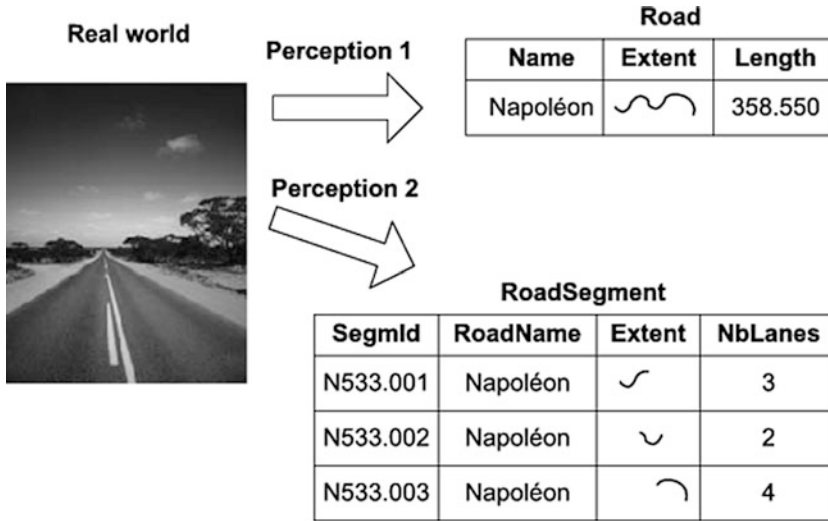 Real world
Perception 1
Road
Name Extent Length
Napoléon 358.550
Perception 2
RoadSegment
SegmId RoadName Extent NbLanes
N533.001 Napoléon 3
N533.002 Napoléon 2
N533.003 Napoléon 4